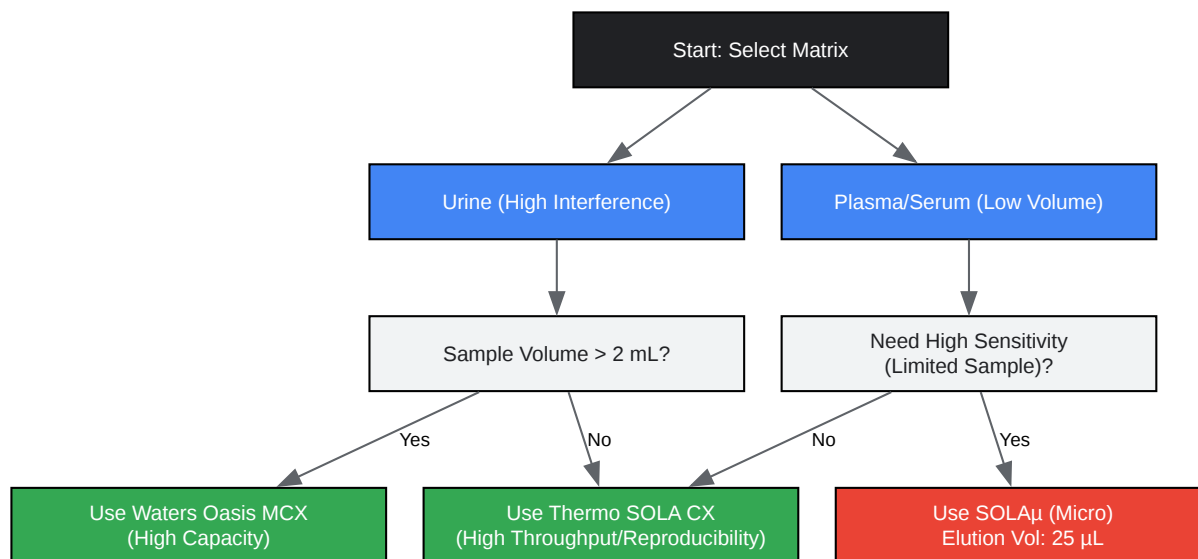 Start: Select Matrix
Urine (High Interference)
Plasma/Serum (Low Volume)
Sample Volume > 2 mL?
Need High Sensitivity
(Limited Sample)?
Yes
No
No
Yes
Use Waters Oasis MCX
(High Capacity)
Use Thermo SOLA CX
(High Throughput/Reproducibility)
Use SOLAµ (Micro)
Elution Vol: 25 µL